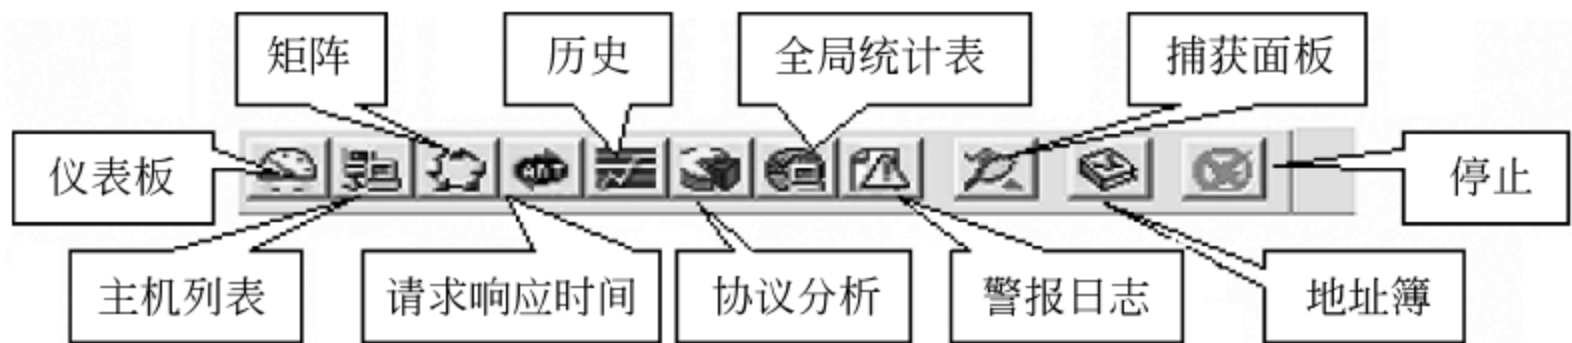 矩阵
历史
全局统计表
捕获面板
仪表板
停止
主机列表
请求响应时间
协议分析
警报日志
地址簿